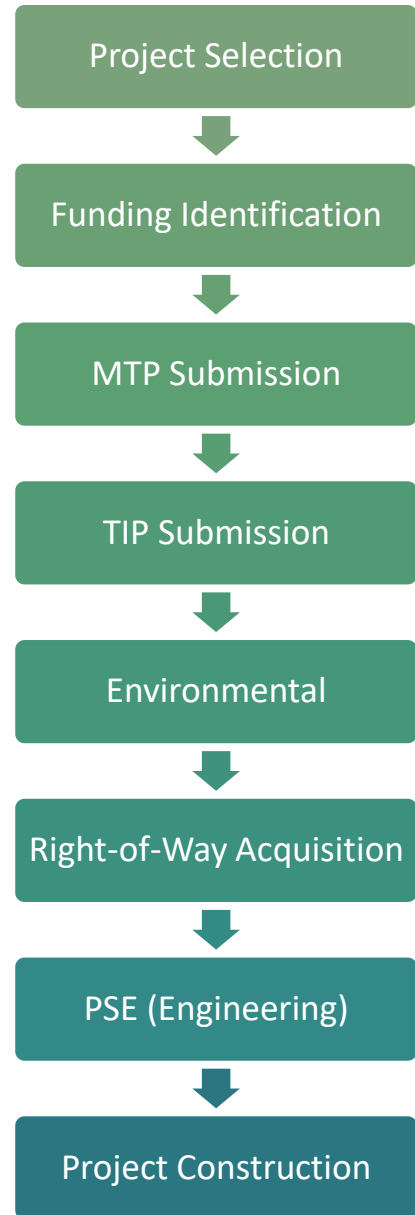 Project Selection
Funding Identification
MTP Submission
TIP Submission
Environmental
Right-of-Way Acquisition
PSE (Engineering)
Project Construction